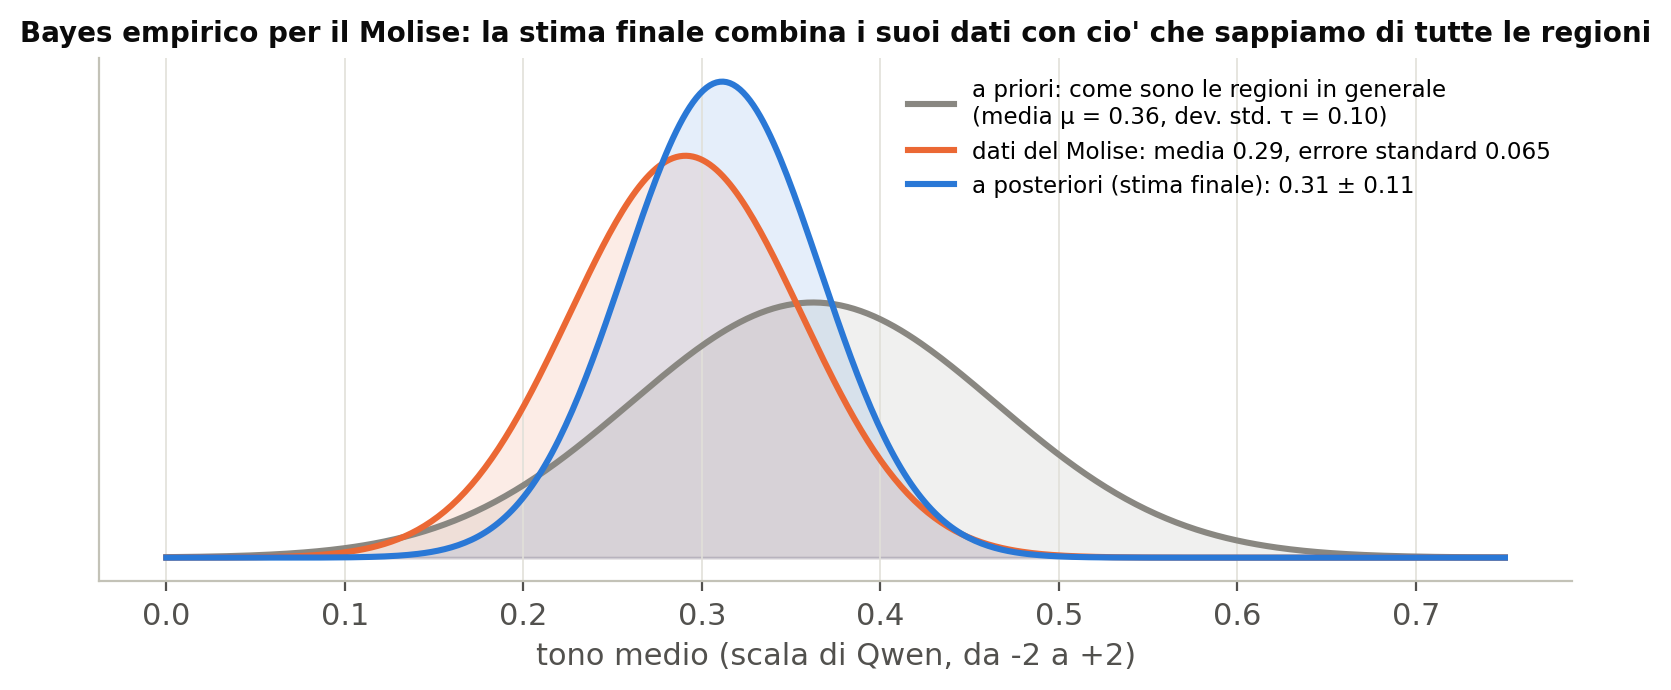 Bayes empirico per il Molise: la stima finale combina i suoi dati con cio' che sappiamo di tutte le regioni
a priori: come sono le regioni in generale
(media μ = 0.36, dev. std. τ = 0.10)
dati del Molise: media 0.29, errore standard 0.065
a posteriori (stima finale): 0.31 ± 0.11
0.0 0.1 0.2 0.3 0.4 0.5 0.6 0.7
tono medio (scala di Qwen, da -2 a +2)